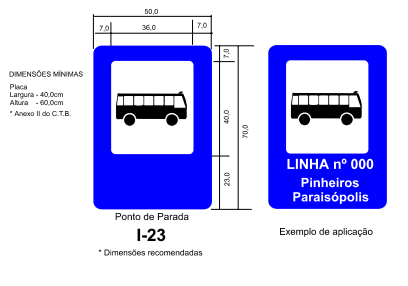 50,0
7,0
36,0
7,0
7,0
40,0
70,0
23,0
DIMENSÕES MÍNIMAS
Placa
Largura - 40,0cm
Altura - 60,0cm
* Anexo II do C.T.B.
LINHA nº 000
Pinheiros
Paraisópolis
Ponto de Parada
I-23
* Dimensões recomendadas
Exemplo de aplicação